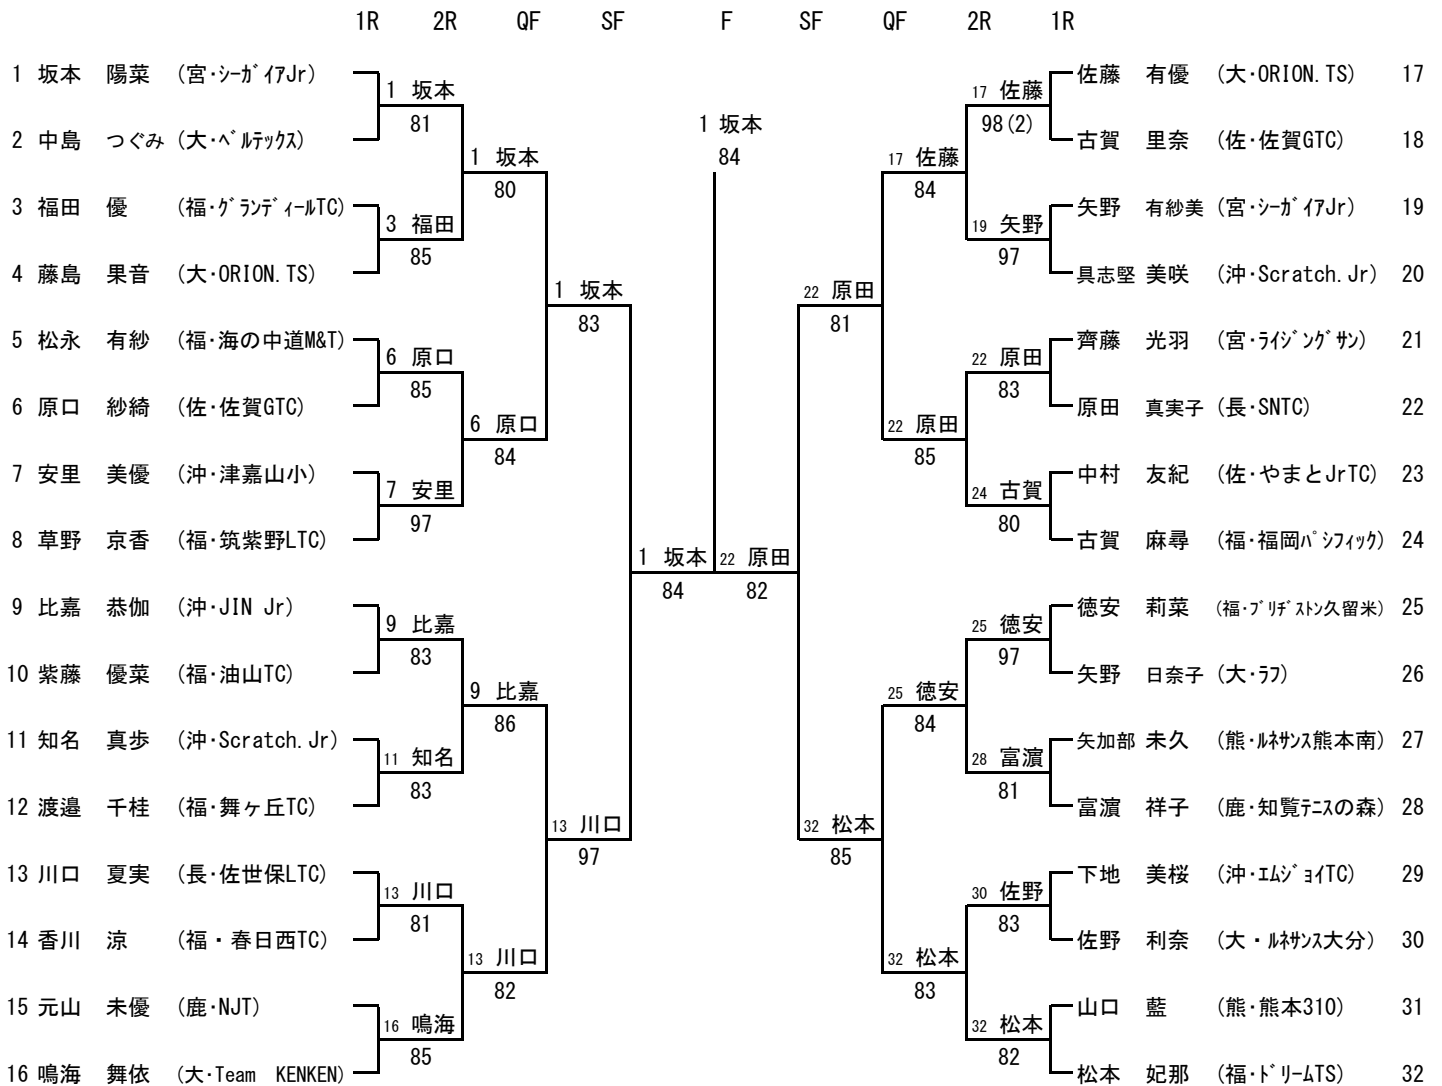 1R 2R QF SF F SF QF 2R 1R
1 坂本 陽菜 (宮・シーガイアJr)
2 中島 つぐみ (大・ベルテックス)
3 福田 優 (福・グランディールTC)
4 藤島 果音 (大・ORION.TS)
5 松永 有紗 (福・海の中道M&T)
6 原口 紗綺 (佐・佐賀GTC)
7 安里 美優 (沖・津嘉山小)
8 草野 京香 (福・筑紫野LTC)
9 比嘉 恭伽 (沖・JIN Jr)
10 紫藤 優菜 (福・油山TC)
11 知名 真歩 (沖・Scratch.Jr)
12 渡邉 千桂 (福・舞ヶ丘TC)
13 川口 夏実 (長・佐世保LTC)
14 香川 涼 (福・春日西TC)
15 元山 未優 (鹿・NJT)
16 鳴海 舞依 (大・Team KENKEN)
1 坂本
81
3 福田
85
6 原口
85
7 安里
97
9 比嘉
83
11 知名
83
13 川口
81
16 鳴海
85
1 坂本
80
6 原口
84
9 比嘉
86
13 川口
82
1 坂本
83
13 川口
97
1 坂本
84
1 坂本
84
22 原田
82
22 原田
81
32 松本
85
17 佐藤
84
22 原田
85
25 徳安
84
32 松本
83
17 佐藤
98(2)
19 矢野
97
22 原田
83
24 古賀
80
25 徳安
97
28 富濵
81
30 佐野
83
32 松本
82
佐藤 有優 (大・ORION.TS) 17
古賀 里奈 (佐・佐賀GTC) 18
矢野 有紗美 (宮・シーガイアJr) 19
具志堅 美咲 (沖・Scratch.Jr) 20
齊藤 光羽 (宮・ライジングサン) 21
原田 真実子 (長・SNTC) 22
中村 友紀 (佐・やまとJrTC) 23
古賀 麻尋 (福・福岡パシフィック) 24
徳安 莉菜 (福・ブリヂストン久留米) 25
矢野 日奈子 (大・ラフ) 26
矢加部 未久 (熊・ルネサンス熊本南) 27
富濵 祥子 (鹿・知覧テニスの森) 28
下地 美桜 (沖・エムジョイTC) 29
佐野 利奈 (大・ルネサンス大分) 30
山口 藍 (熊・熊本310) 31
松本 妃那 (福・ドリームTS) 32